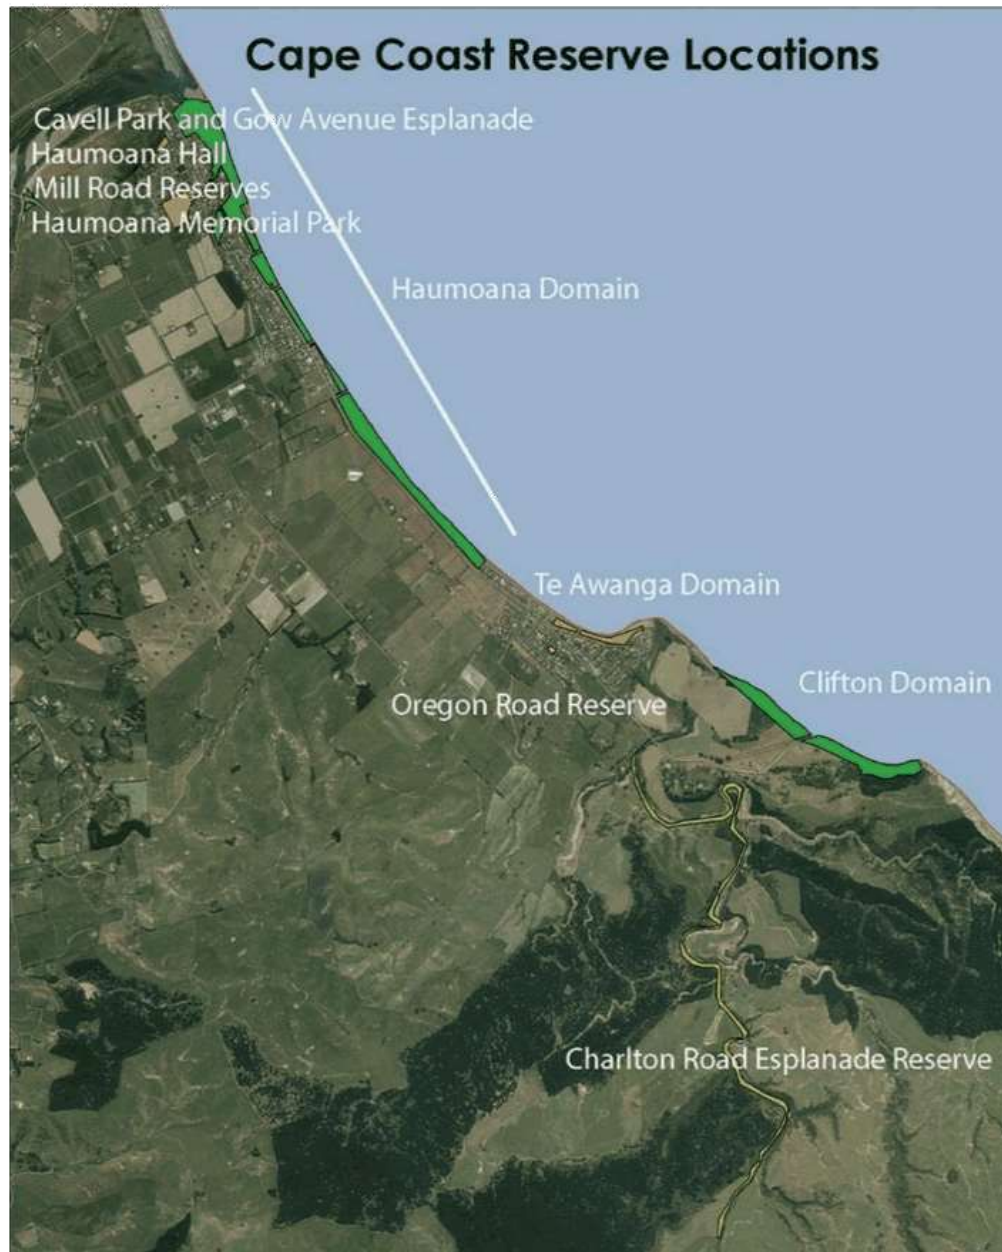 Cape Coast Reserve Locations
Cavell Park and Gow Avenue Esplanade
Haumoana Hall
Mill Road Reserves
Haumoana Memorial Park
Haumoana Domain
Te Awanga Domain
Clifton Domain
Oregon Road Reserve
Charlton Road Esplanade Reserve